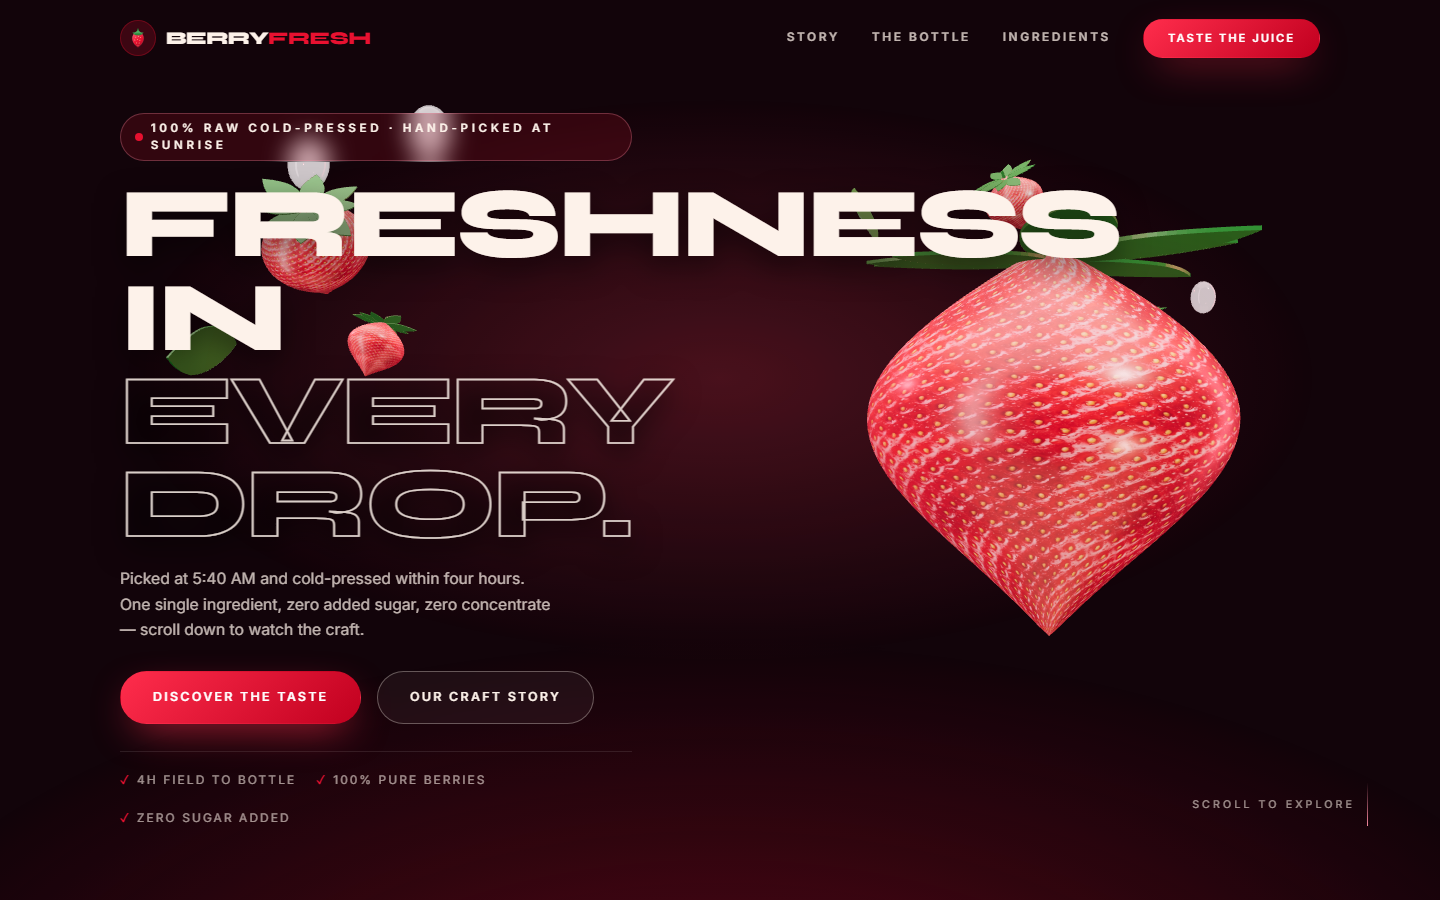 BERRYFRESH
STORY
THE BOTTLE
INGREDIENTS
TASTE THE JUICE
100% RAW COLD-PRESSED · HAND-PICKED AT
SUNRISE
FRESHNESS
IN
EVERY
DROP.
Picked at 5:40 AM and cold-pressed within four hours.
One single ingredient, zero added sugar, zero concentrate
— scroll down to watch the craft.
DISCOVER THE TASTE
OUR CRAFT STORY
✓ 4H FIELD TO BOTTLE
✓ 100% PURE BERRIES
✓ ZERO SUGAR ADDED
SCROLL TO EXPLORE